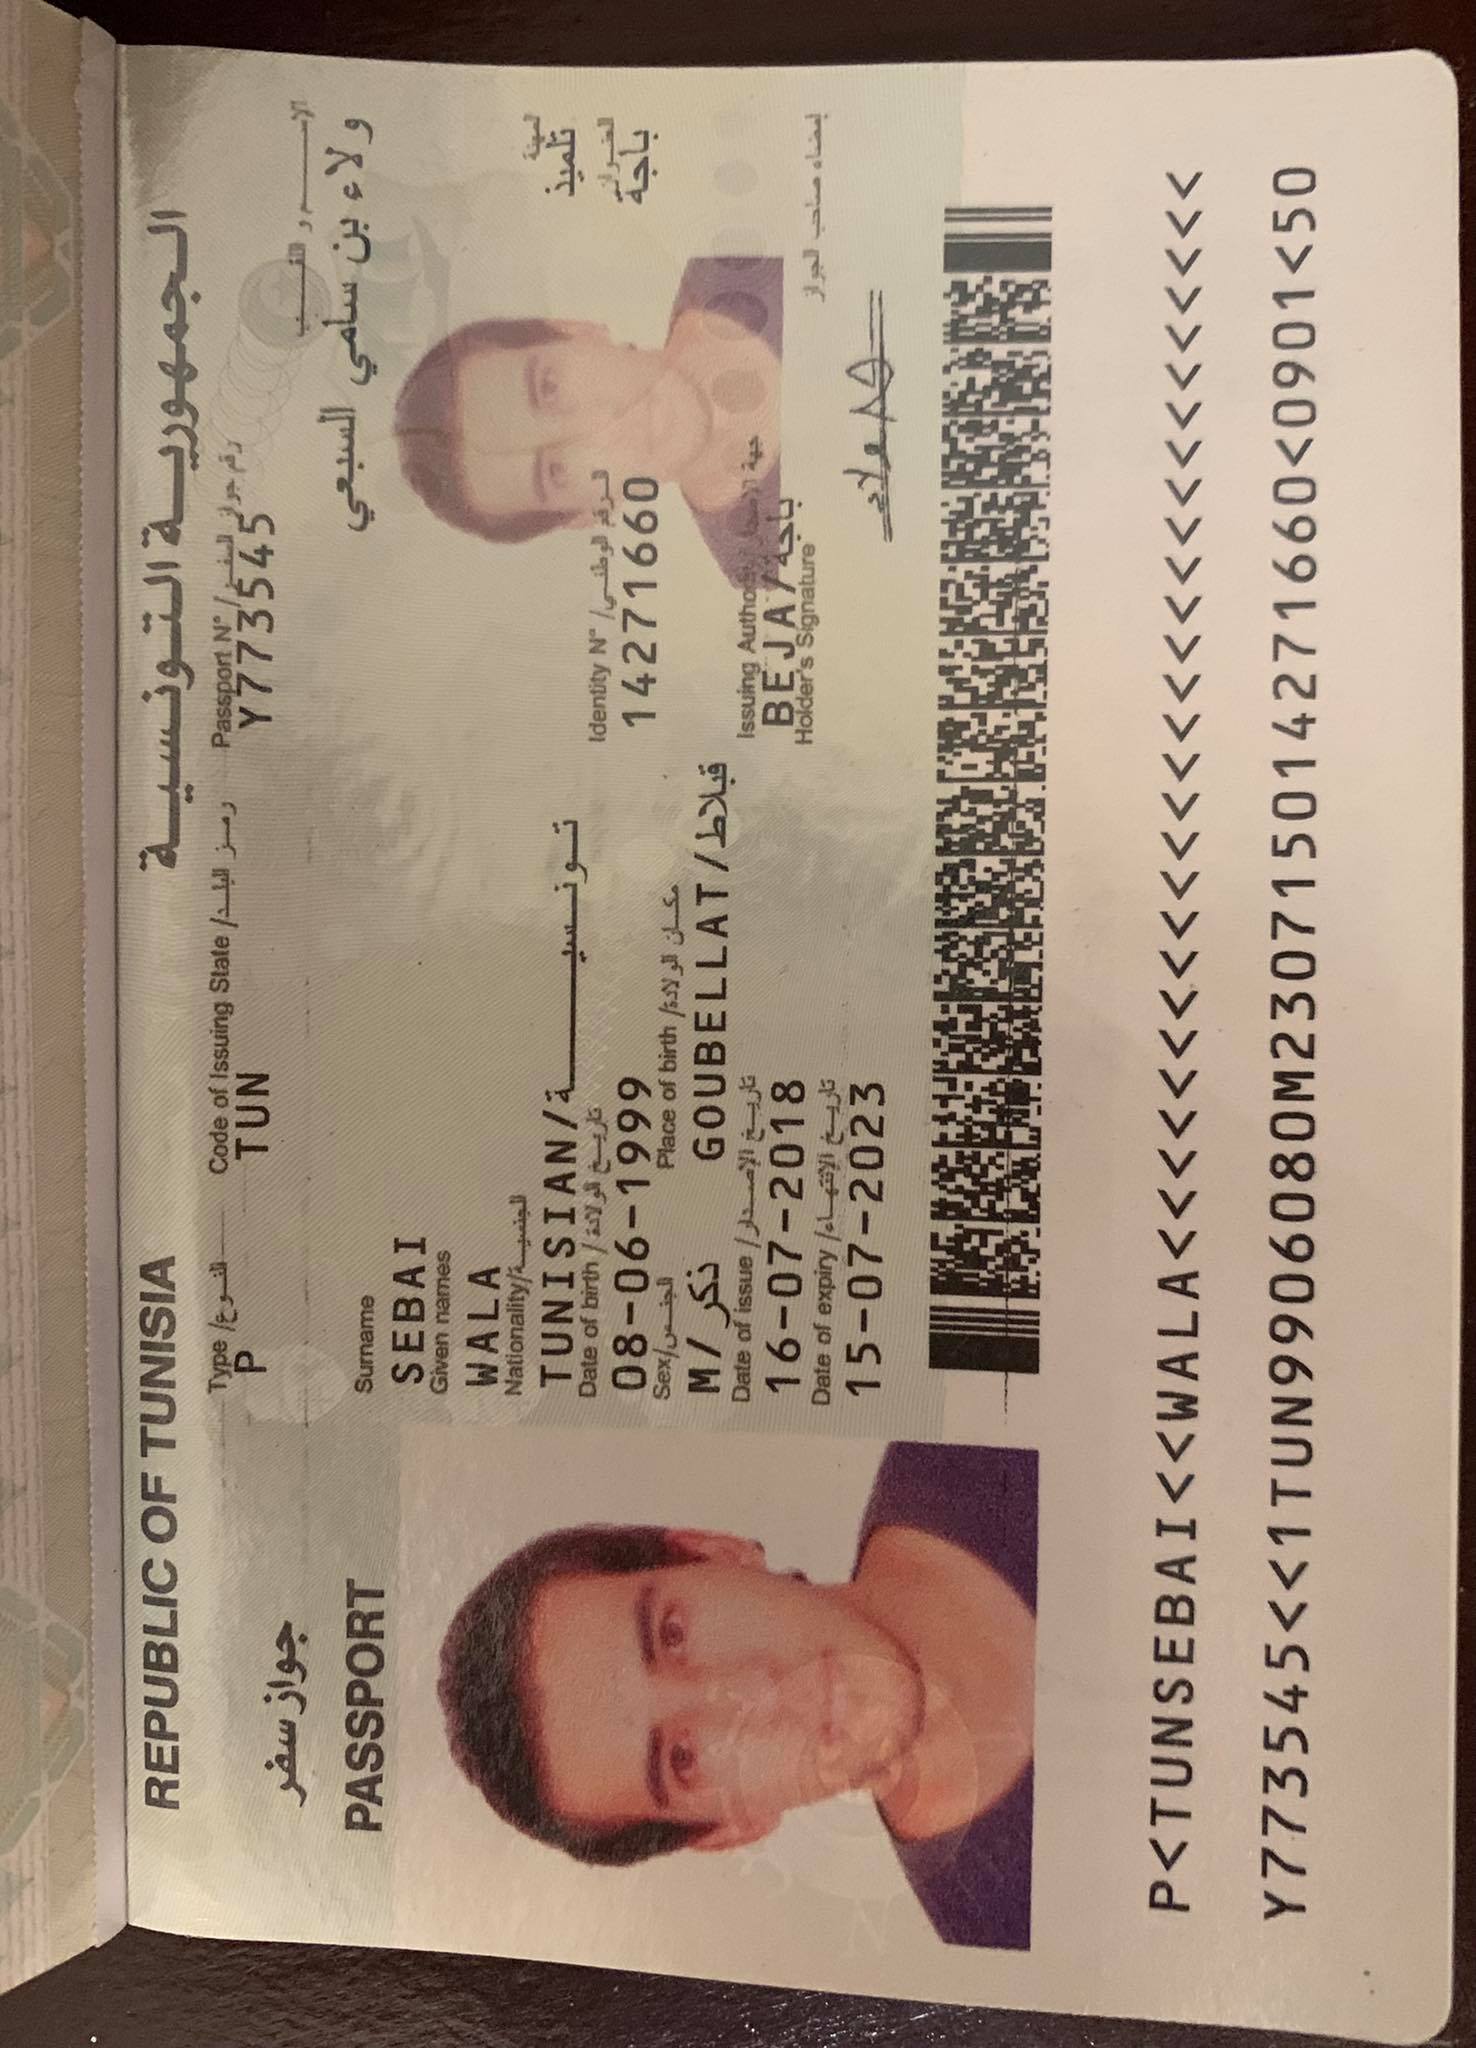 REPUBLIC OF TUNISIA الجمهورية التونسية
جواز سفر
PASSPORT
Type / النوع Code of Issuing State / رمز البلد Passport N° / رقم جواز السفر
P TUN Y773545
الاسم و اللقب
ولاء بن سامي السبعي
Surname
SEBAI
Given names
WALA
Nationality/الجنسية
TUNISIAN/تونسية
المهنة
تلميذ
Date of birth / تاريخ الولادة Identity N° / الرقم الوطني العنوان
08-06-1999 14271660 باجة
Sex/الجنس Place of birth / مكان الولادة
M/ذكر GOUBELLAT/قبلاط
Date of issue / تاريخ الإصدار Issuing Authority جهة الإصدار
16-07-2018 BEJA/باجة
Date of expiry / تاريخ الانتهاء Holder's Signature إمضاء صاحب الجواز
15-07-2023
ولاء
P<TUNSEBAI<<WALA<<<<<<<<<<<<<<<<<<<<<<<<<<<<
Y773545<<1TUN9906080M230715014271660<0901<50